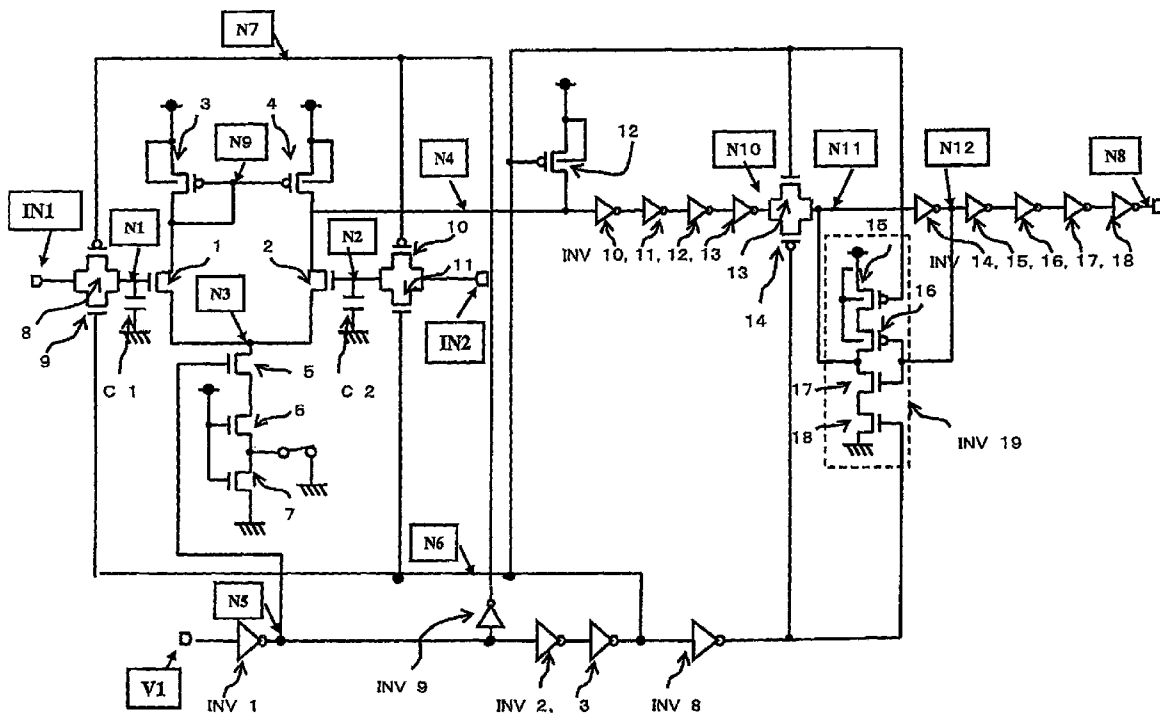 N7
3
4
N9
N4
12
N10
N11
N12
N8
IN1
N1
1
2
N2
10
11
INV 10, 11, 12, 13
13
15
INV 14, 15, 16, 17, 18
N3
IN2
14
16
8
9
C 1
5
C 2
17
6
18
INV 19
7
N6
N5
INV 9
V1
INV 1
INV 2, 3
INV 8